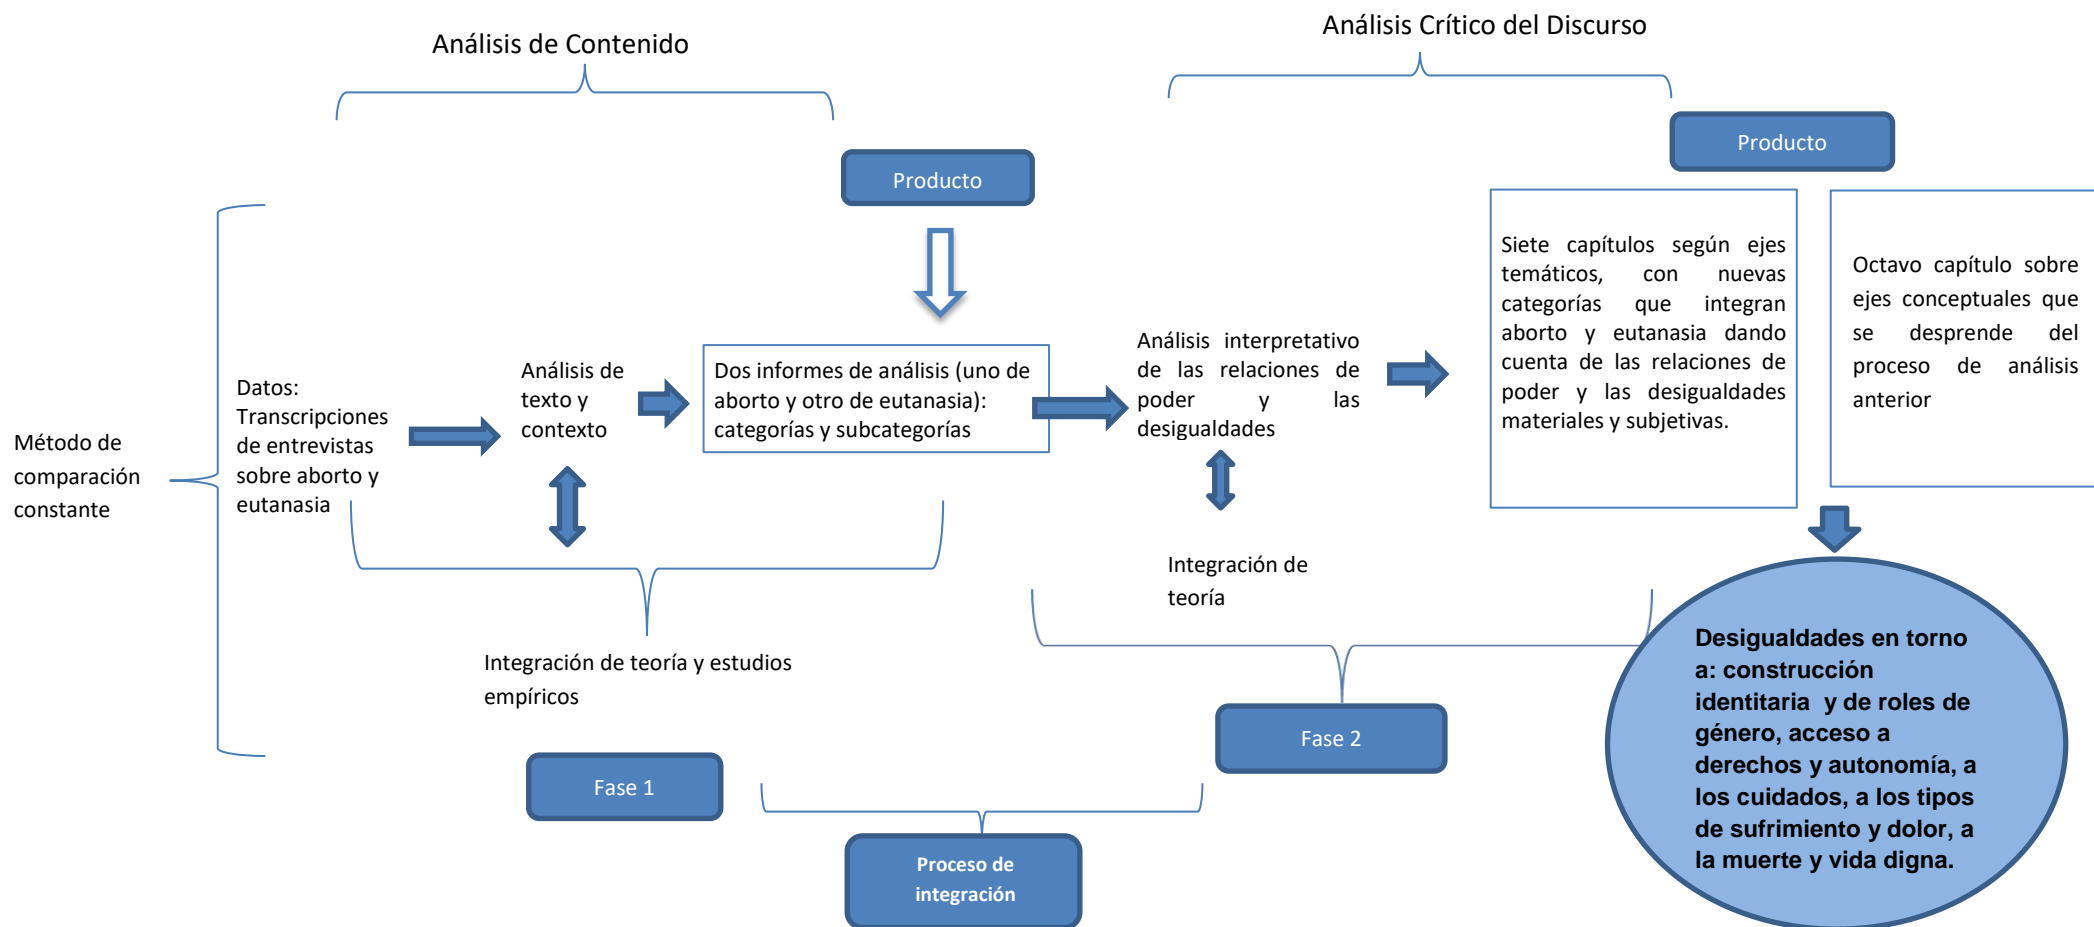 Análisis de Contenido
Análisis Crítico del Discurso
Producto
Producto
Método de
comparación
constante
Datos:
Transcripciones
de entrevistas
sobre aborto y
eutanasia
Análisis de
texto y
contexto
Dos informes de análisis (uno de
aborto y otro de eutanasia):
categorías y subcategorías
Análisis interpretativo
de las relaciones de
poder y las
desigualdades
Siete capítulos según ejes
temáticos, con nuevas
categorías que integran
aborto y eutanasia dando
cuenta de las relaciones de
poder y las desigualdades
materiales y subjetivas.
Octavo capítulo sobre
ejes conceptuales que
se desprende del
proceso de análisis
anterior
Integración de teoría y estudios
empíricos
Integración de
teoría
Fase 1
Fase 2
Proceso de
integración
Desigualdades en torno
a: construcción
identitaria y de roles de
género, acceso a
derechos y autonomía, a
los cuidados, a los tipos
de sufrimiento y dolor, a
la muerte y vida digna.